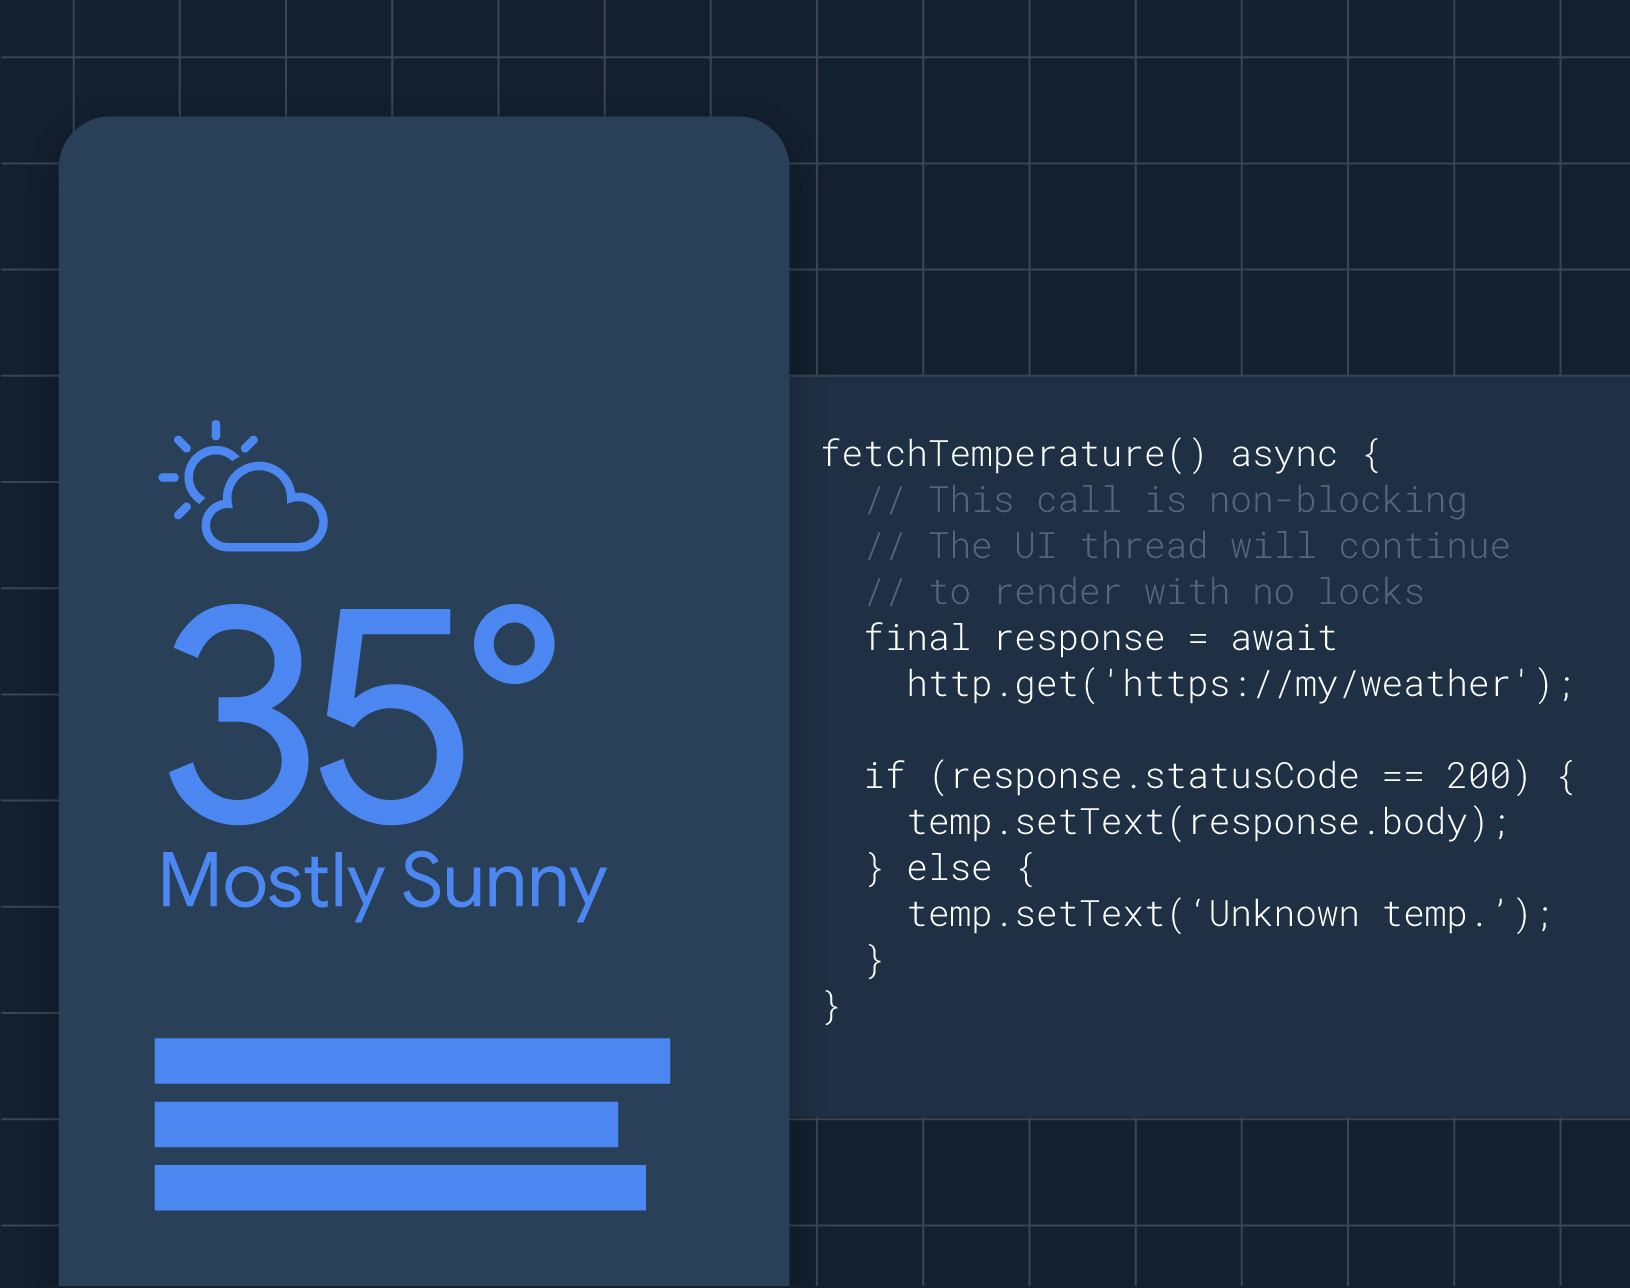 35°
Mostly Sunny
fetchTemperature() async {
  // This call is non-blocking
  // The UI thread will continue
  // to render with no locks
  final response = await
    http.get('https://my/weather');

  if (response.statusCode == 200) {
    temp.setText(response.body);
  } else {
    temp.setText(‘Unknown temp.’);
  }
}